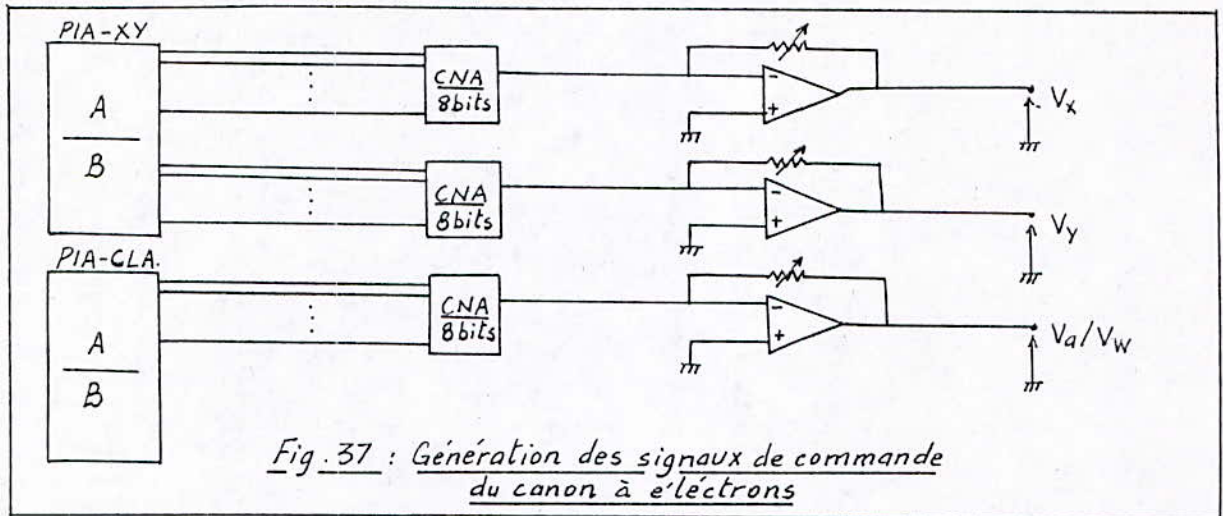 PIA-XY
A
B
CNA
8bits
-
+
Vx
CNA
8bits
-
+
Vy
PIA-CLA.
A
B
CNA
8bits
-
+
Va/Vw
Fig.37 : Génération des signaux de commande
du canon à e'léctrons